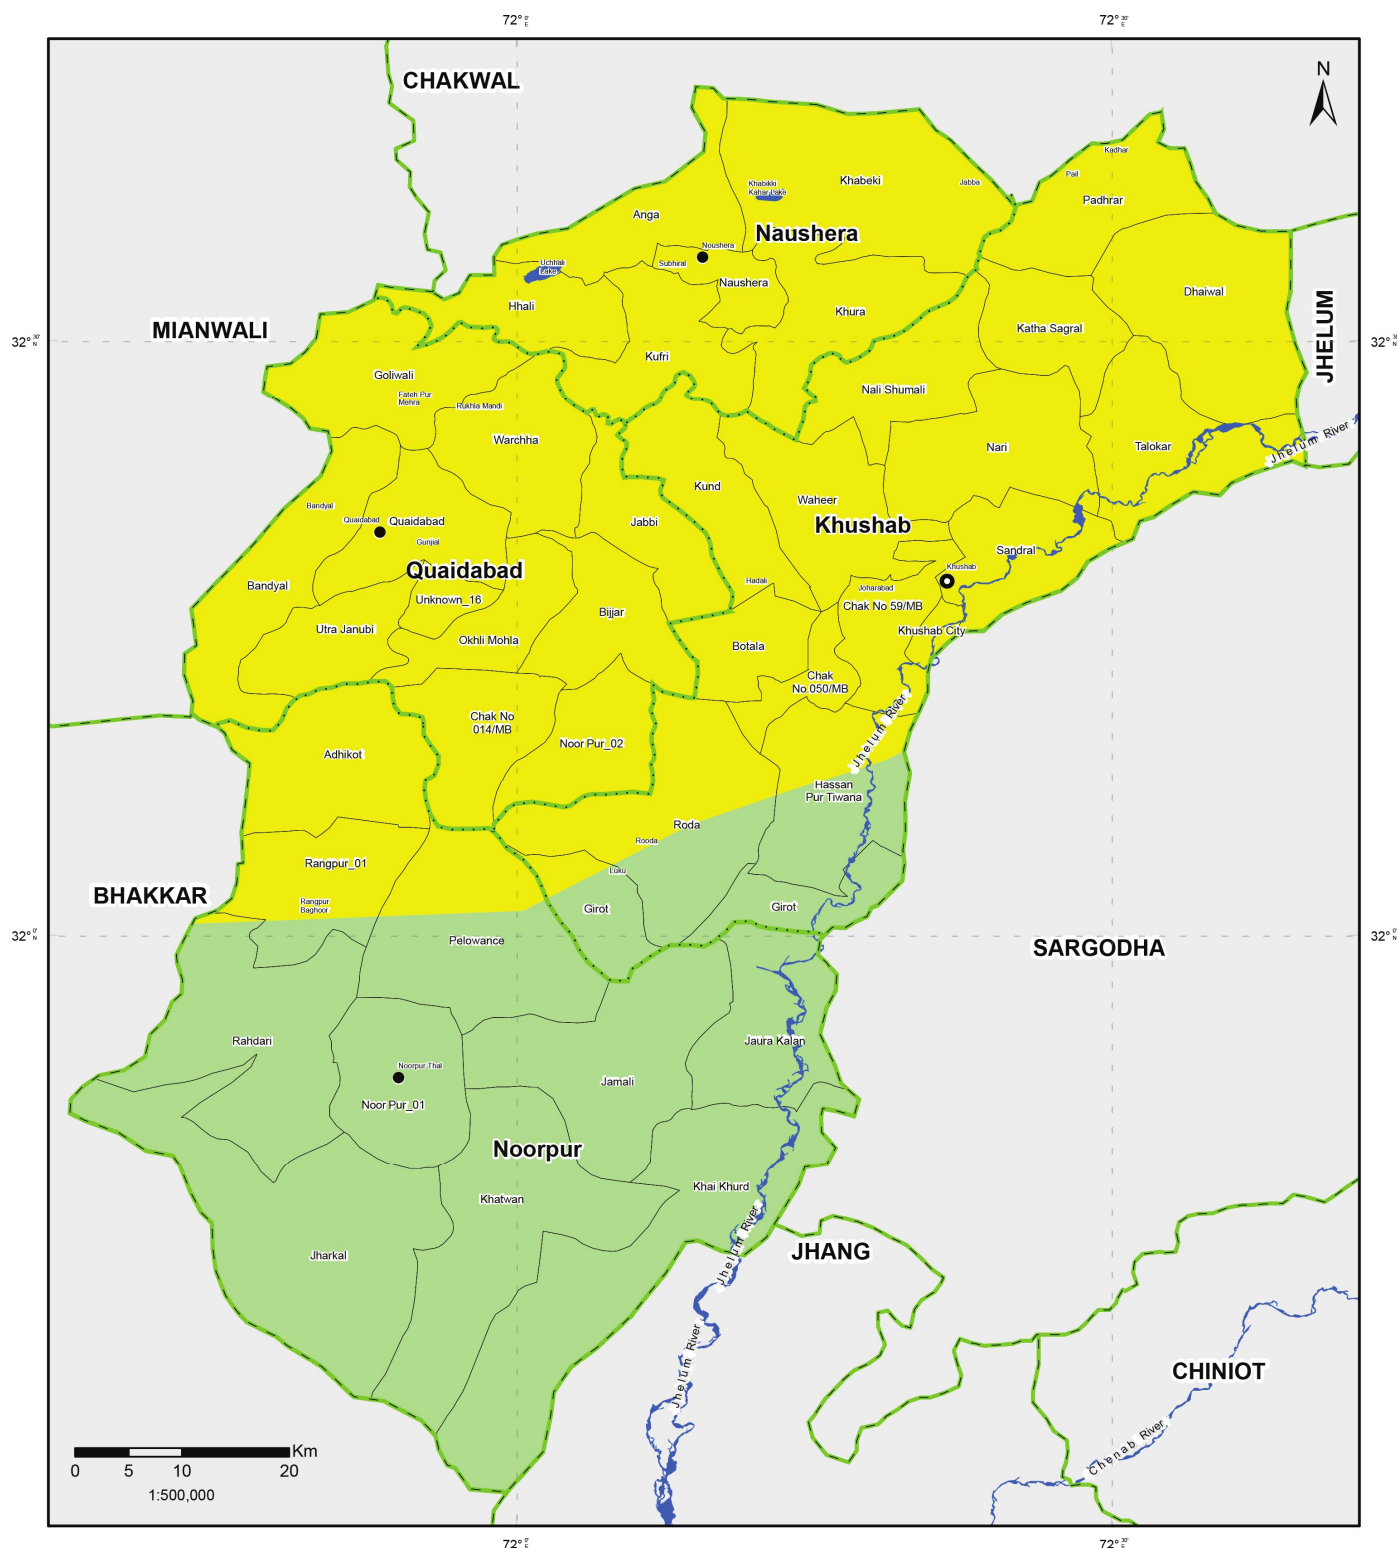 72° 0' E
72° 30' E
CHAKWAL
N
Kadhar
Pail
Padhrar
Khabeki
Jabba
Khabikki
Kahar Lake
Anga
Naushera
Noushera
Subhiral
Uchhali
Lake
Naushera
Dhaiwal
Hhali
Khura
JHELUM
MIANWALI
Katha Sagral
32° 30' N
32° 30'
Kufri
Goliwali
Nali Shumali
Fateh Pur
Mehra
Rukhla Mandi
Warchha
Jhelum River
Nari
Talokar
Kund
Waheer
Bandyal
Quaidabad
Quaidabad
Jabbi
Khushab
Gunjial
Sandral
Quaidabad
Khushab
Bandyal
Hadali
Joharabad
Unknown_16
Chak No 59/MB
Bijjar
Utra Janubi
Okhli Mohla
Khushab City
Botala
Chak
No 050/MB
Chak No
014/MB
Jhelum River
Noor Pur_02
Adhikot
Hassan
Pur Tiwana
Roda
Rooda
Rangpur_01
Luku
BHAKKAR
Rangpur
Baghoor
Girot
Girot
32° 0' N
32° 0' N
Pelowance
SARGODHA
Rahdari
Jaura Kalan
Noorpur Thal
Jamali
Noor Pur_01
Noorpur
Khai Khurd
Khatwan
Jhelum River
JHANG
Jharkal
Jhelum River
CHINIOT
Chenab River
Km
0 5 10 20
1:500,000
72° 0' E
72° 30' E